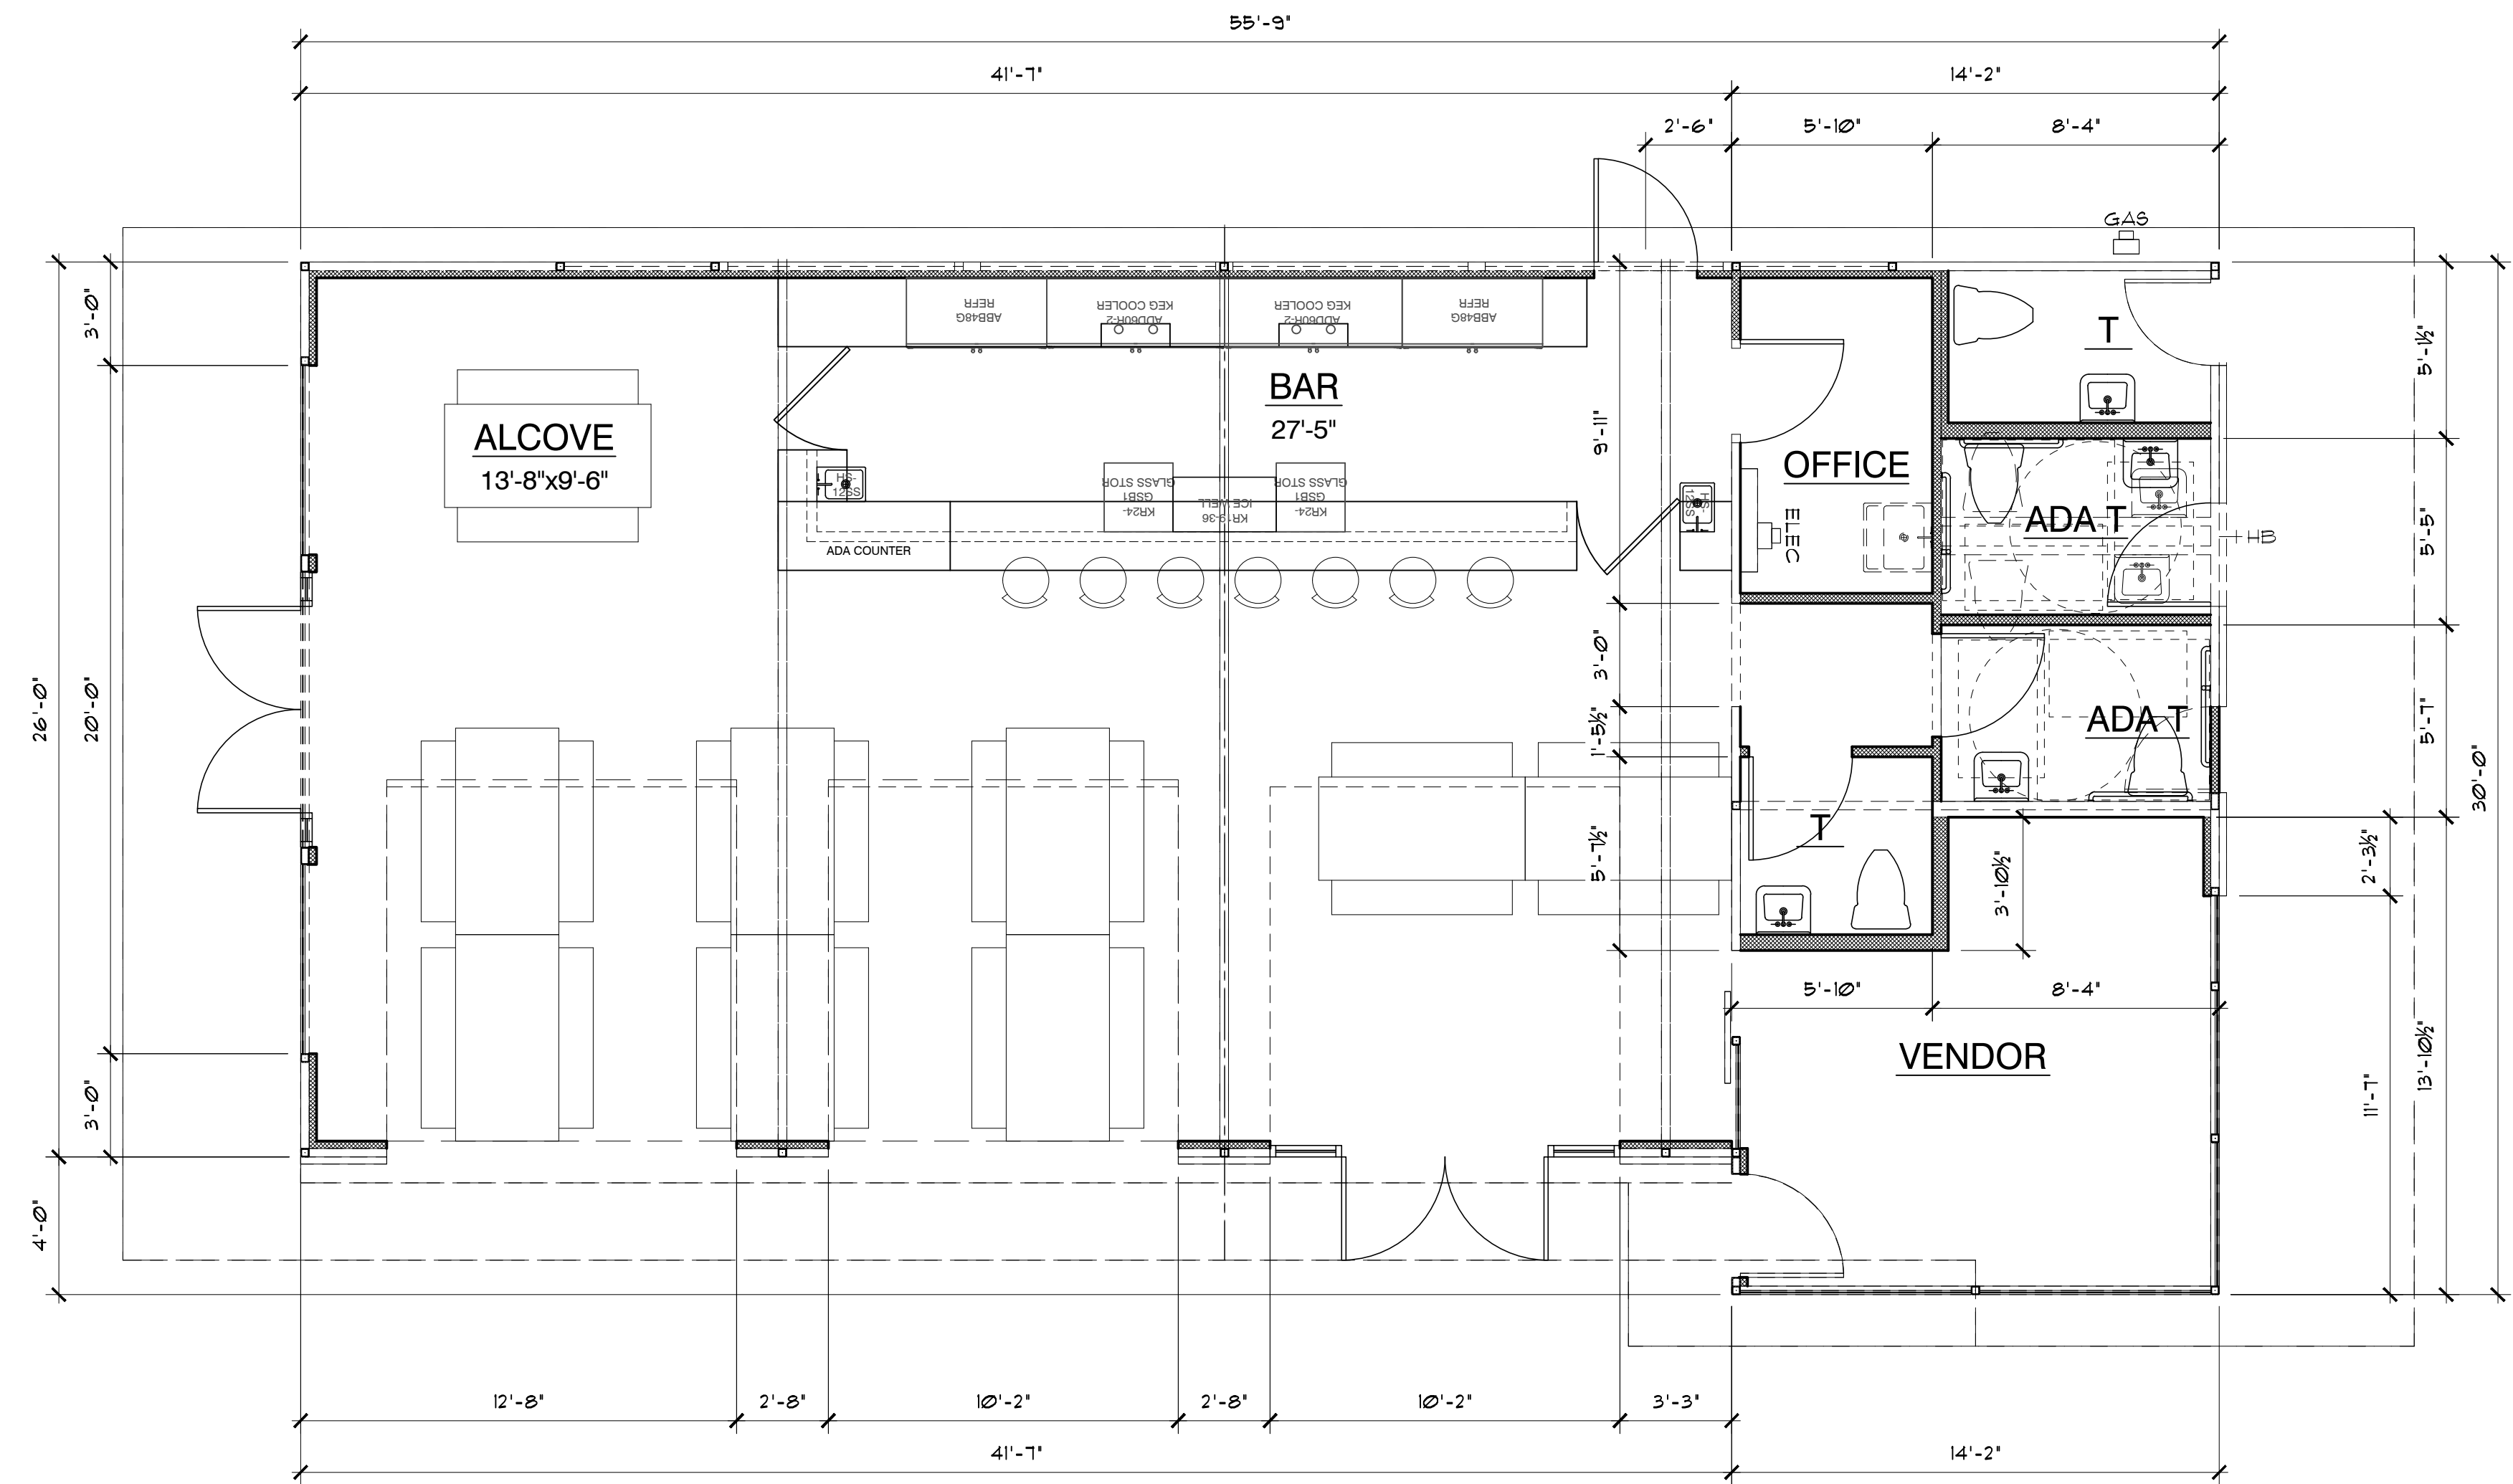 55'-9"
41'-7"
14'-2"
2'-6"
5'-10"
8'-4"
GAS
3'-0"
REFR
ABB48G
KEG COOLER
ADD60R-2
KEG COOLER
ADD60R-2
REFR
ABB48G
T
5'-1½"
BAR
27'-5"
9'-11"
ALCOVE
13'-8"x9'-6"
OFFICE
HS-
12SS
GLASS STOR
GSB1
KR24-
ICE WELL
KR19-36
GLASS STOR
GSB1
KR24-
HS-
12SS
ELEC
ADA T
5'-5"
HB
ADA COUNTER
26'-0"
20'-0"
3'-0"
1'-5½"
ADA T
5'-7"
30'-0"
T
5'-7½"
3'-10½"
2'-3½"
5'-10"
8'-4"
VENDOR
13'-10½"
11'-7"
3'-0"
4'-0"
12'-8"
2'-8"
10'-2"
2'-8"
10'-2"
3'-3"
41'-7"
14'-2"